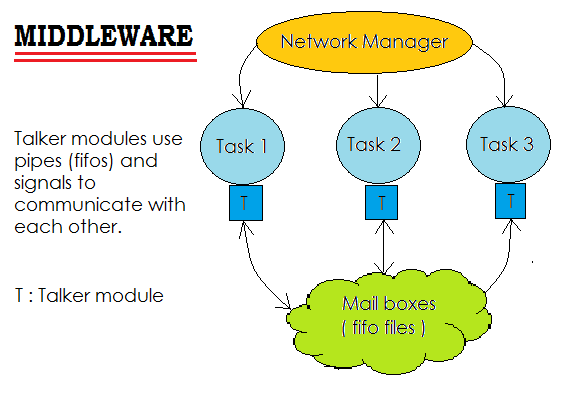 MIDDLEWARE
Network Manager
Talker modules use
pipes (fifos) and
signals to
communicate with
each other.
Task 1
Task 2
Task 3
T
T
T
T : Talker module
Mail boxes
( fifo files )